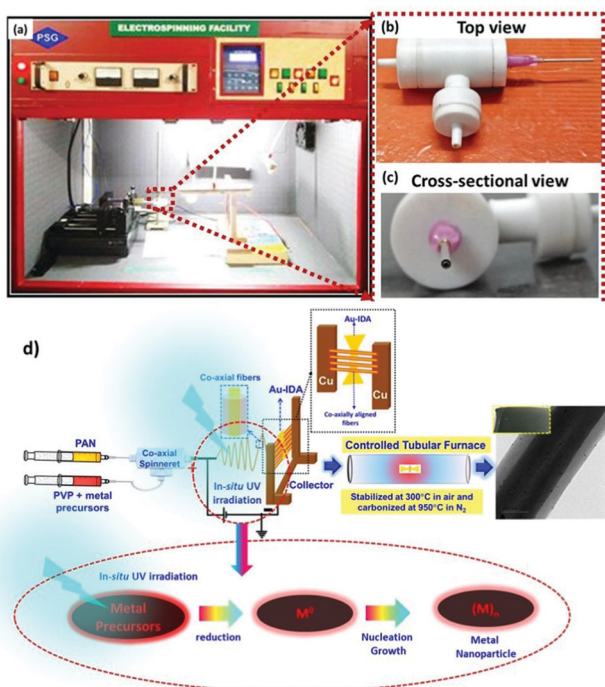 (a)
PSG
ELECTROSPINNING FACILITY
(b)
Top view
(c)
Cross-sectional view
d)
Au-IDA
Cu
Cu
Co-axially aligned
fibers
Co-axial fibers
Au-IDA
PAN
Co-axial
Spinneret
PVP + metal
precursors
In-situ UV
irradiation
Collector
Controlled Tubular Furnace
Stabilized at 300°C in air and
carbonized at 950°C in N₂
In-situ UV irradiation
Metal
Precursors
reduction
M⁰
Nucleation
Growth
(M)ₙ
Metal
Nanoparticle